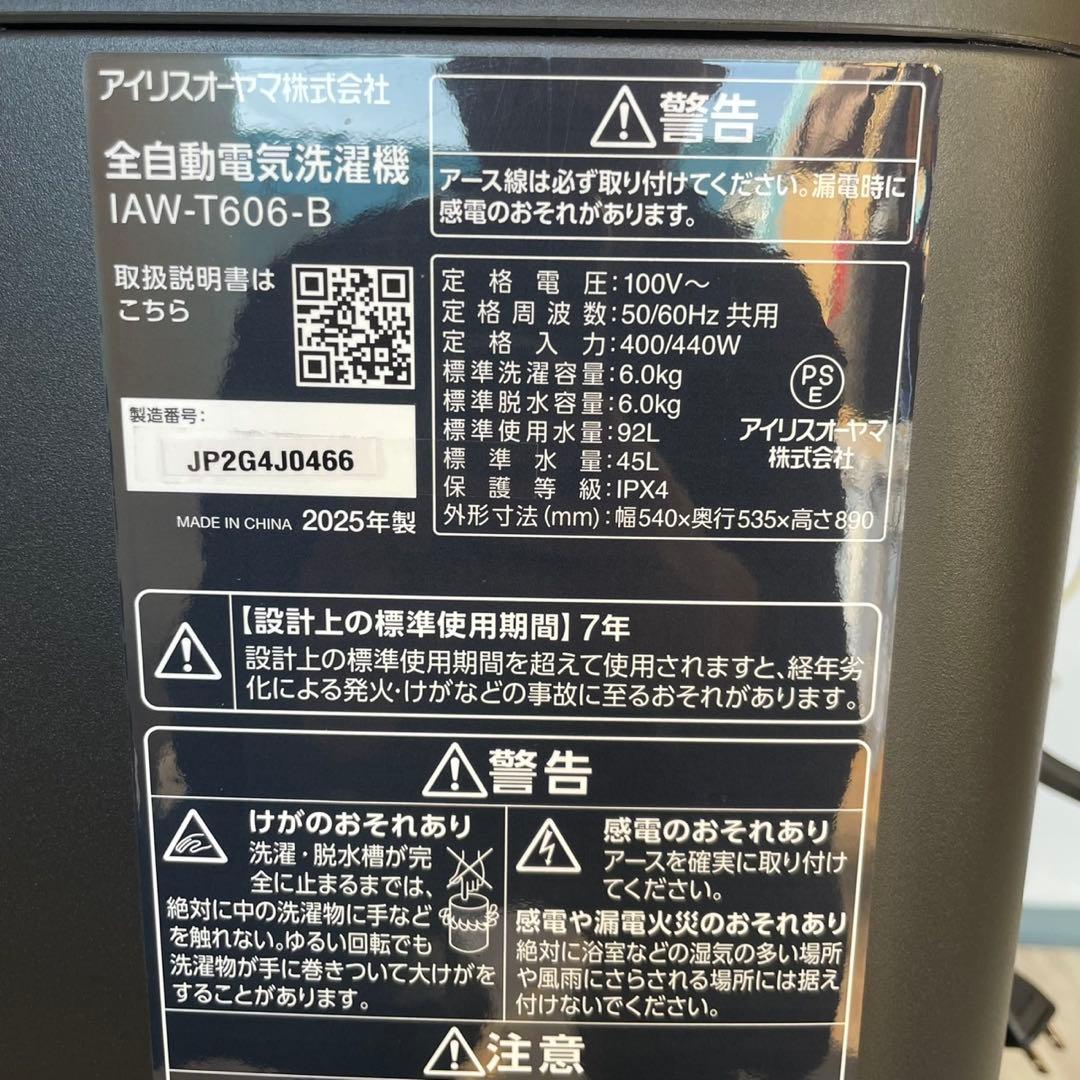 アイリスオーヤマ株式会社
全自動電気洗濯機
IAW-T606-B
取扱説明書は
こちら
製造番号:
JP2G4J0466
MADE IN CHINA 2025年製
警告
アース線は必ず取り付けてください。漏電時に
感電のおそれがあります。
定格電圧:100V～
定格周波数:50/60Hz 共用
定格入力:400/440W
標準洗濯容量:6.0kg
標準脱水容量:6.0kg
標準使用水量:92L
標準水量:45L
保護等級:IPX4
外形寸法(mm):幅540×奥行535×高さ890
PS
E
アイリスオーヤマ
株式会社
【設計上の標準使用期間】7年
設計上の標準使用期間を超えて使用されますと、経年劣
化による発火・けがなどの事故に至るおそれがあります。
警告
けがのおそれあり
洗濯・脱水槽が完
全に止まるまでは、
絶対に中の洗濯物に手など
を触れない。ゆるい回転でも
洗濯物が手に巻きついて大けがを
することがあります。
感電のおそれあり
アースを確実に取り付け
てください。
感電や漏電火災のおそれあり
絶対に浴室などの湿気の多い場所
や風雨にさらされる場所には据え
付けないでください。
注意